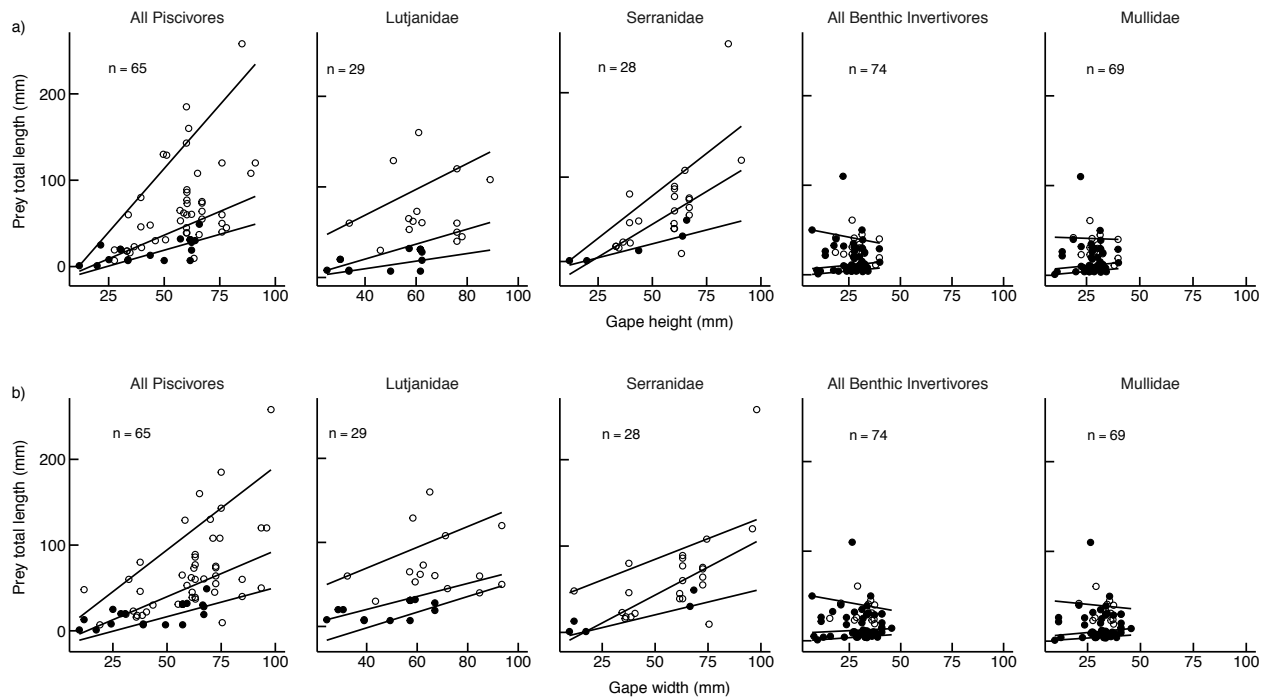 All Piscivores Lutjanidae Serranidae All Benthic Invertivores Mullidae
a)
n = 65 n = 29 n = 28 n = 74 n = 69
Prey total length (mm)
200
100
0
25 50 75 100 40 60 80 100 25 50 75 100 25 50 75 100 25 50 75 100
Gape height (mm)
All Piscivores Lutjanidae Serranidae All Benthic Invertivores Mullidae
b)
n = 65 n = 29 n = 28 n = 74 n = 69
Prey total length (mm)
200
100
0
25 50 75 100 40 60 80 100 25 50 75 100 25 50 75 100 25 50 75 100
Gape width (mm)